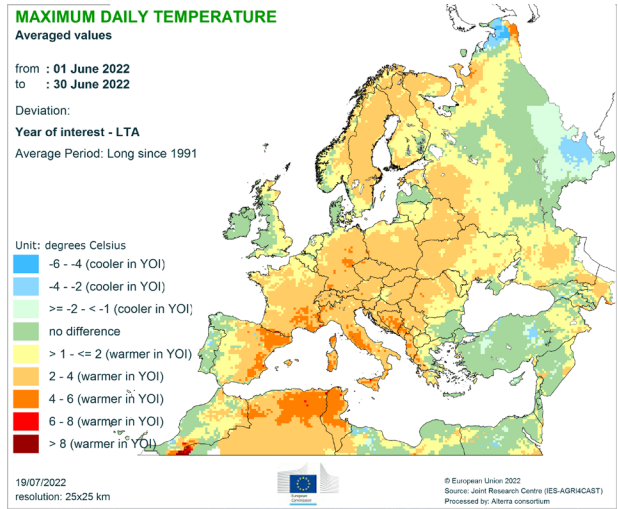 MAXIMUM DAILY TEMPERATURE
Averaged values
from : 01 June 2022
to : 30 June 2022
Deviation:
Year of interest - LTA
Average Period: Long since 1991
Unit: degrees Celsius
-6 - -4 (cooler in YOI)
-4 - -2 (cooler in YOI)
>= -2 - < -1 (cooler in YOI)
no difference
> 1 - <= 2 (warmer in YOI)
2 - 4 (warmer in YOI)
4 - 6 (warmer in YOI)
6 - 8 (warmer in YOI)
> 8 (warmer in YOI)
19/07/2022
resolution: 25x25 km
European
Commission
© European Union 2022
Source: Joint Research Centre (IES-AGRI4CAST)
Processed by: Alterra consortium